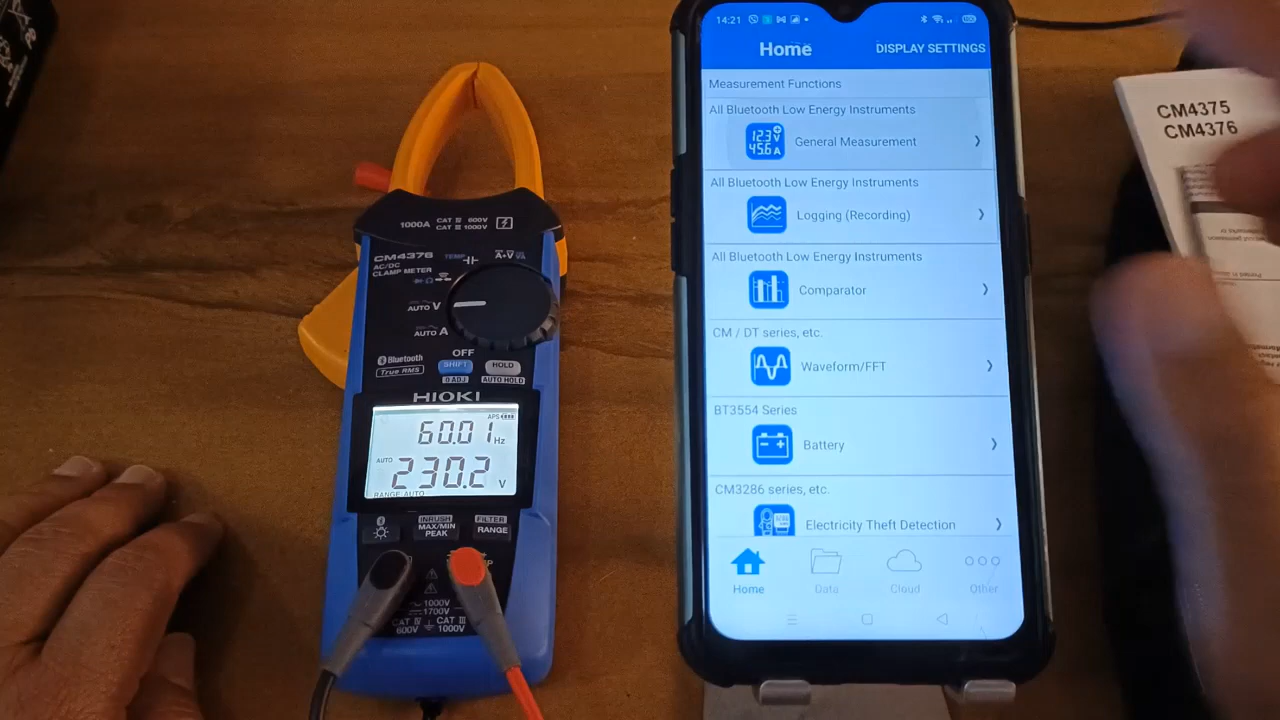 1000A
CAT IV 600V
CAT III 1000V
CM4376
AC/DC
CLAMP METER
TEMP
A+V VA
AUTO V
AUTO A
Bluetooth
True RMS
OFF
SHIFT
0 ADJ
HOLD
AUTO HOLD
HIOKI
APS
60.01 Hz
AUTO
230.2 V
RANGE AUTO
INRUSH
MAX/MIN
PEAK
FILTER
RANGE
1000V
1700V
CAT IV
600V
CAT III
1000V
14:21
Home
DISPLAY SETTINGS
Measurement Functions
All Bluetooth Low Energy Instruments
General Measurement
All Bluetooth Low Energy Instruments
Logging (Recording)
All Bluetooth Low Energy Instruments
Comparator
CM / DT series, etc.
Waveform/FFT
BT3554 Series
Battery
CM3286 series, etc.
Electricity Theft Detection
Home
Data
Cloud
Other
CM4375
CM4376